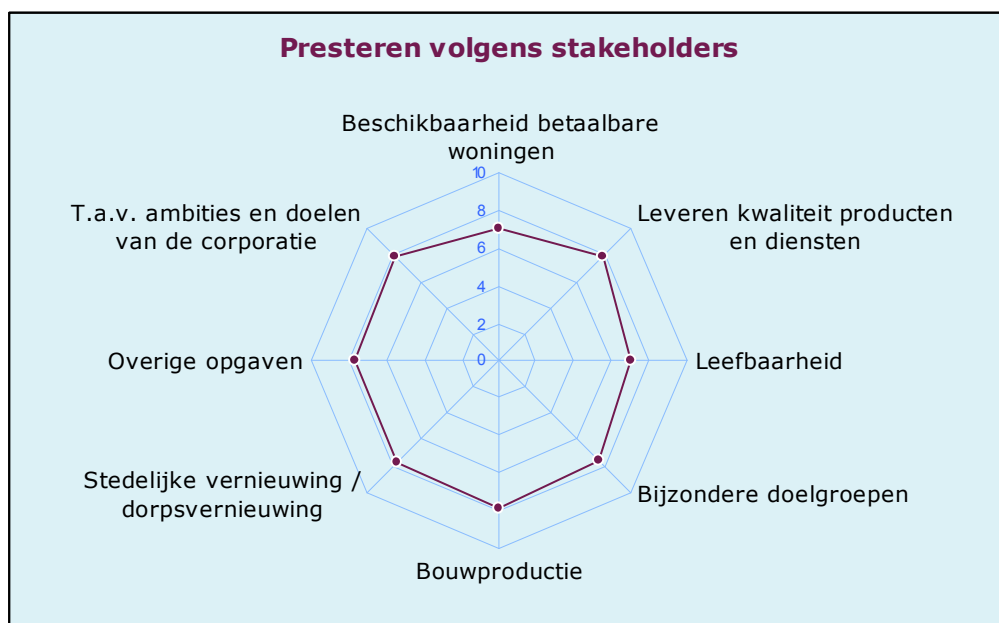 Presteren volgens stakeholders
Beschikbaarheid betaalbare
woningen
T.a.v. ambities en doelen
van de corporatie
Leveren kwaliteit producten
en diensten
10
8
6
4
2
0
Overige opgaven
Leefbaarheid
Stedelijke vernieuwing /
dorpsvernieuwing
Bijzondere doelgroepen
Bouwproductie